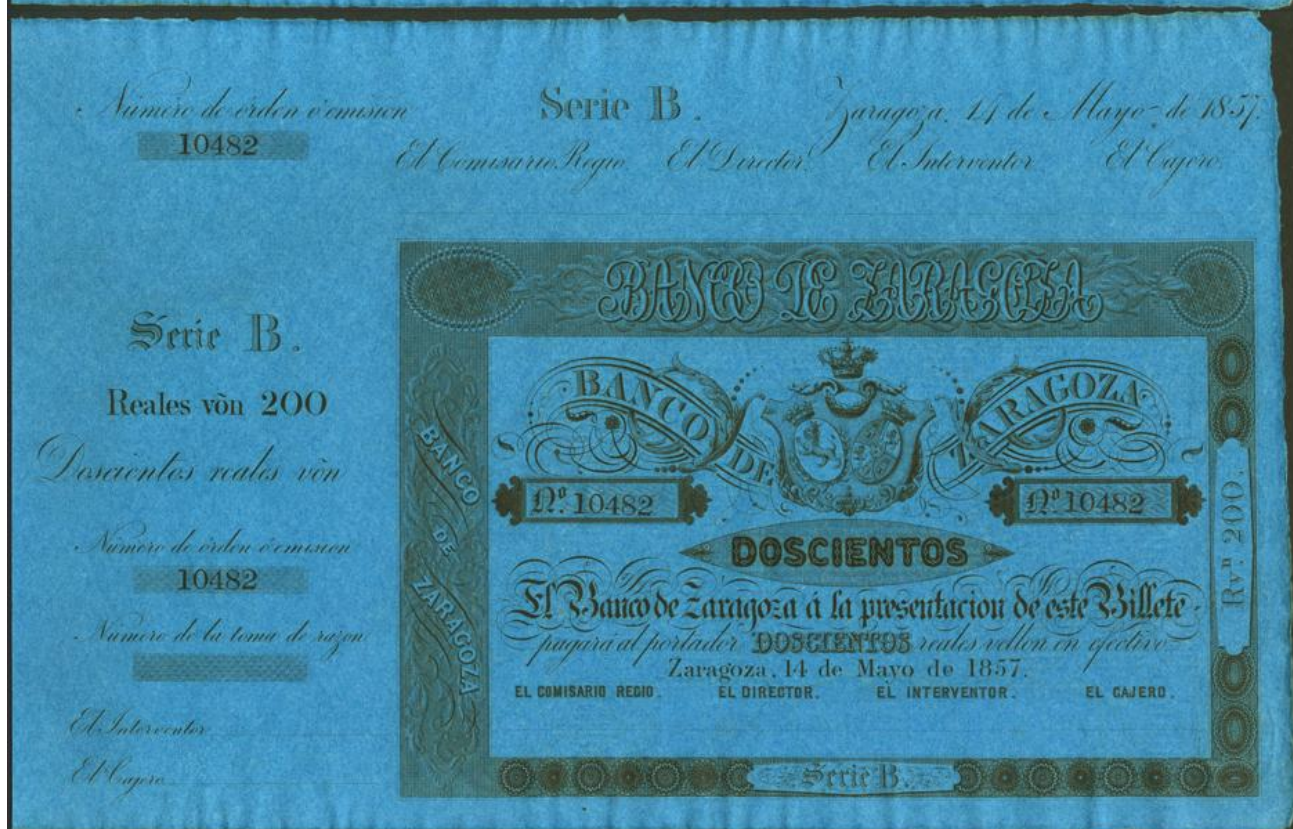 Número de órden ó emision
10482
Serie B.
Zaragoza, 14 de Mayo de 1857.
El Comisario Regio. El Director. El Interventor. El Cajero.
BANCO DE ZARAGOZA
BANCO DE ZARAGOZA
BANCO DE ZARAGOZA
Nº. 10482
Nº. 10482
DOSCIENTOS
El Banco de Zaragoza á la presentacion de este Billete
pagará al portador DOSCIENTOS reales vellon en efectivo
Zaragoza, 14 de Mayo de 1857.
EL COMISARIO REGIO. EL DIRECTOR. EL INTERVENTOR. EL CAJERO.
Rvⁿ. 200.
Serie B.
Serie B.
Reales vōn 200
Doscientos reales vōn
Número de órden ó emision
10482
Número de la toma de razon
El Interventor
El Cajero